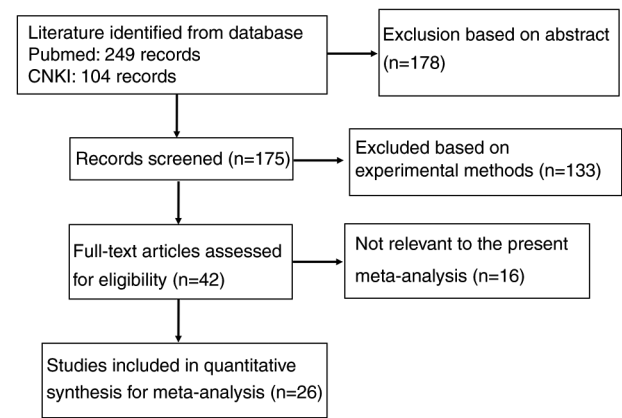 Literature identified from database
Pubmed: 249 records
CNKI: 104 records
Exclusion based on abstract
(n=178)
Records screened (n=175)
Excluded based on
experimental methods (n=133)
Full-text articles assessed
for eligibility (n=42)
Not relevant to the present
meta-analysis (n=16)
Studies included in quantitative
synthesis for meta-analysis (n=26)